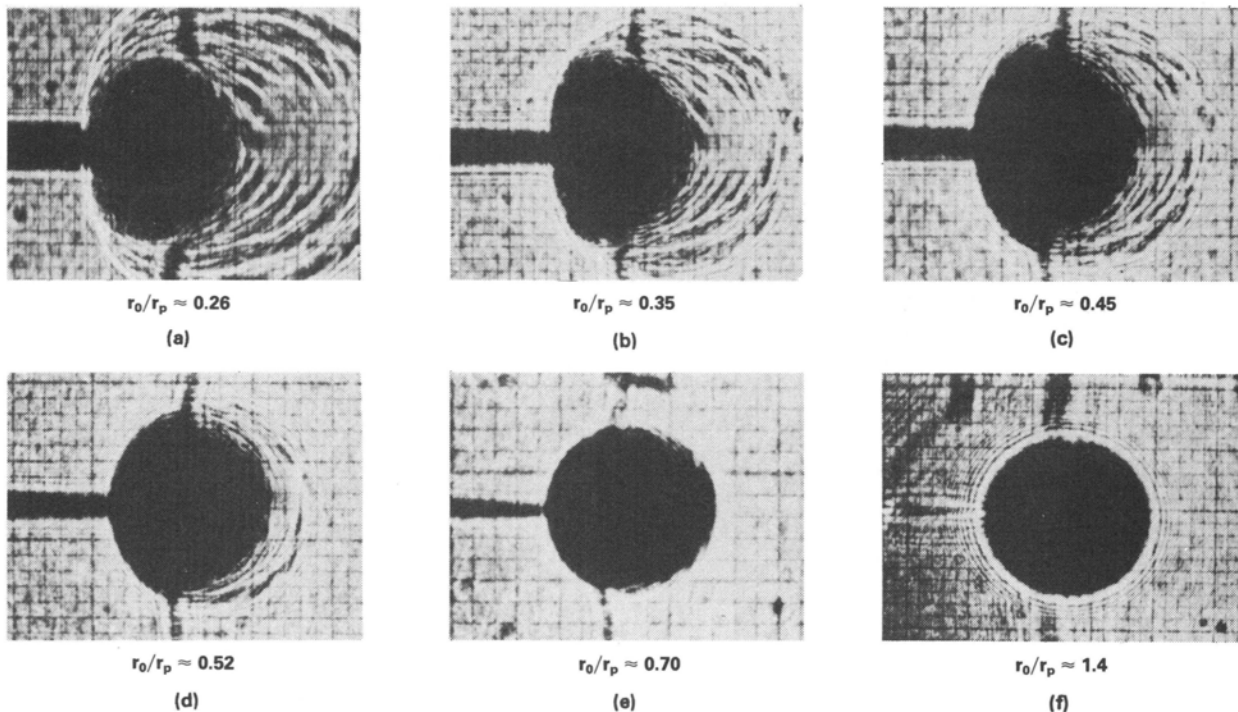 r₀/rₚ ≈ 0.26
(a)
r₀/rₚ ≈ 0.35
(b)
r₀/rₚ ≈ 0.45
(c)
r₀/rₚ ≈ 0.52
(d)
r₀/rₚ ≈ 0.70
(e)
r₀/rₚ ≈ 1.4
(f)